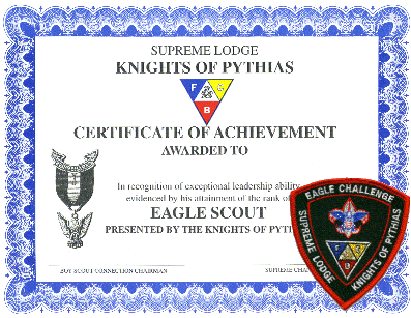 SUPREME LODGE
KNIGHTS OF PYTHIAS
F C
B
CERTIFICATE OF ACHIEVEMENT
AWARDED TO
In recognition of exceptional leadership ability
evidenced by his attainment of the rank of
EAGLE SCOUT
PRESENTED BY THE KNIGHTS OF PYTH
BOY SCOUT CONNECTION CHAIRMAN
SUPREME CHA
EAGLE CHALLENGE
SUPREME LODGE
KNIGHTS OF PYTHIAS
F C
B